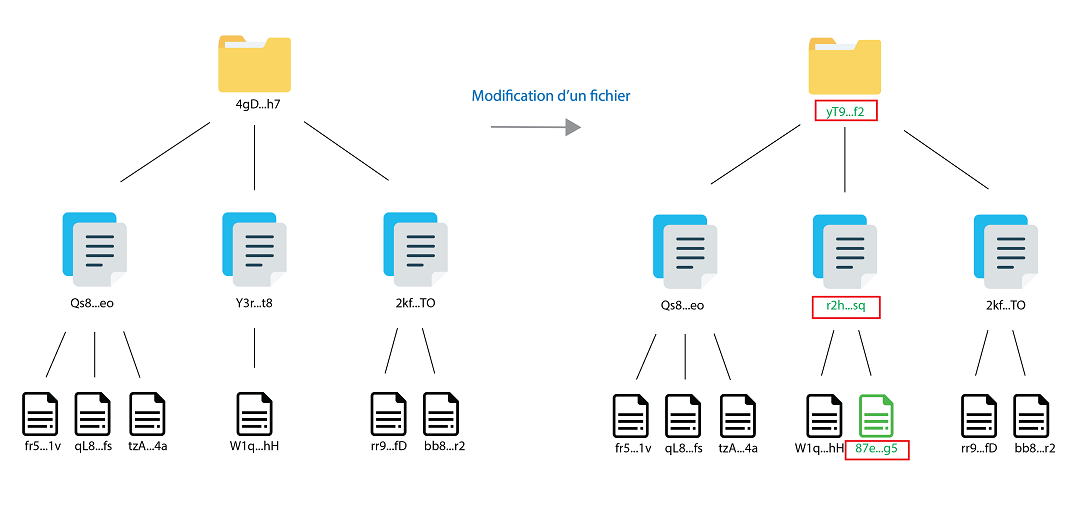 4gD...h7
Modification d'un fichier
yT9...f2
Qs8...eo
Y3r...t8
2kf...TO
Qs8...eo
r2h...sq
2kf...TO
fr5...1v
qL8...fs
tzA...4a
W1q...hH
rr9...fD
bb8...r2
fr5...1v
qL8...fs
tzA...4a
W1q...hH
87e...g5
rr9...fD
bb8...r2